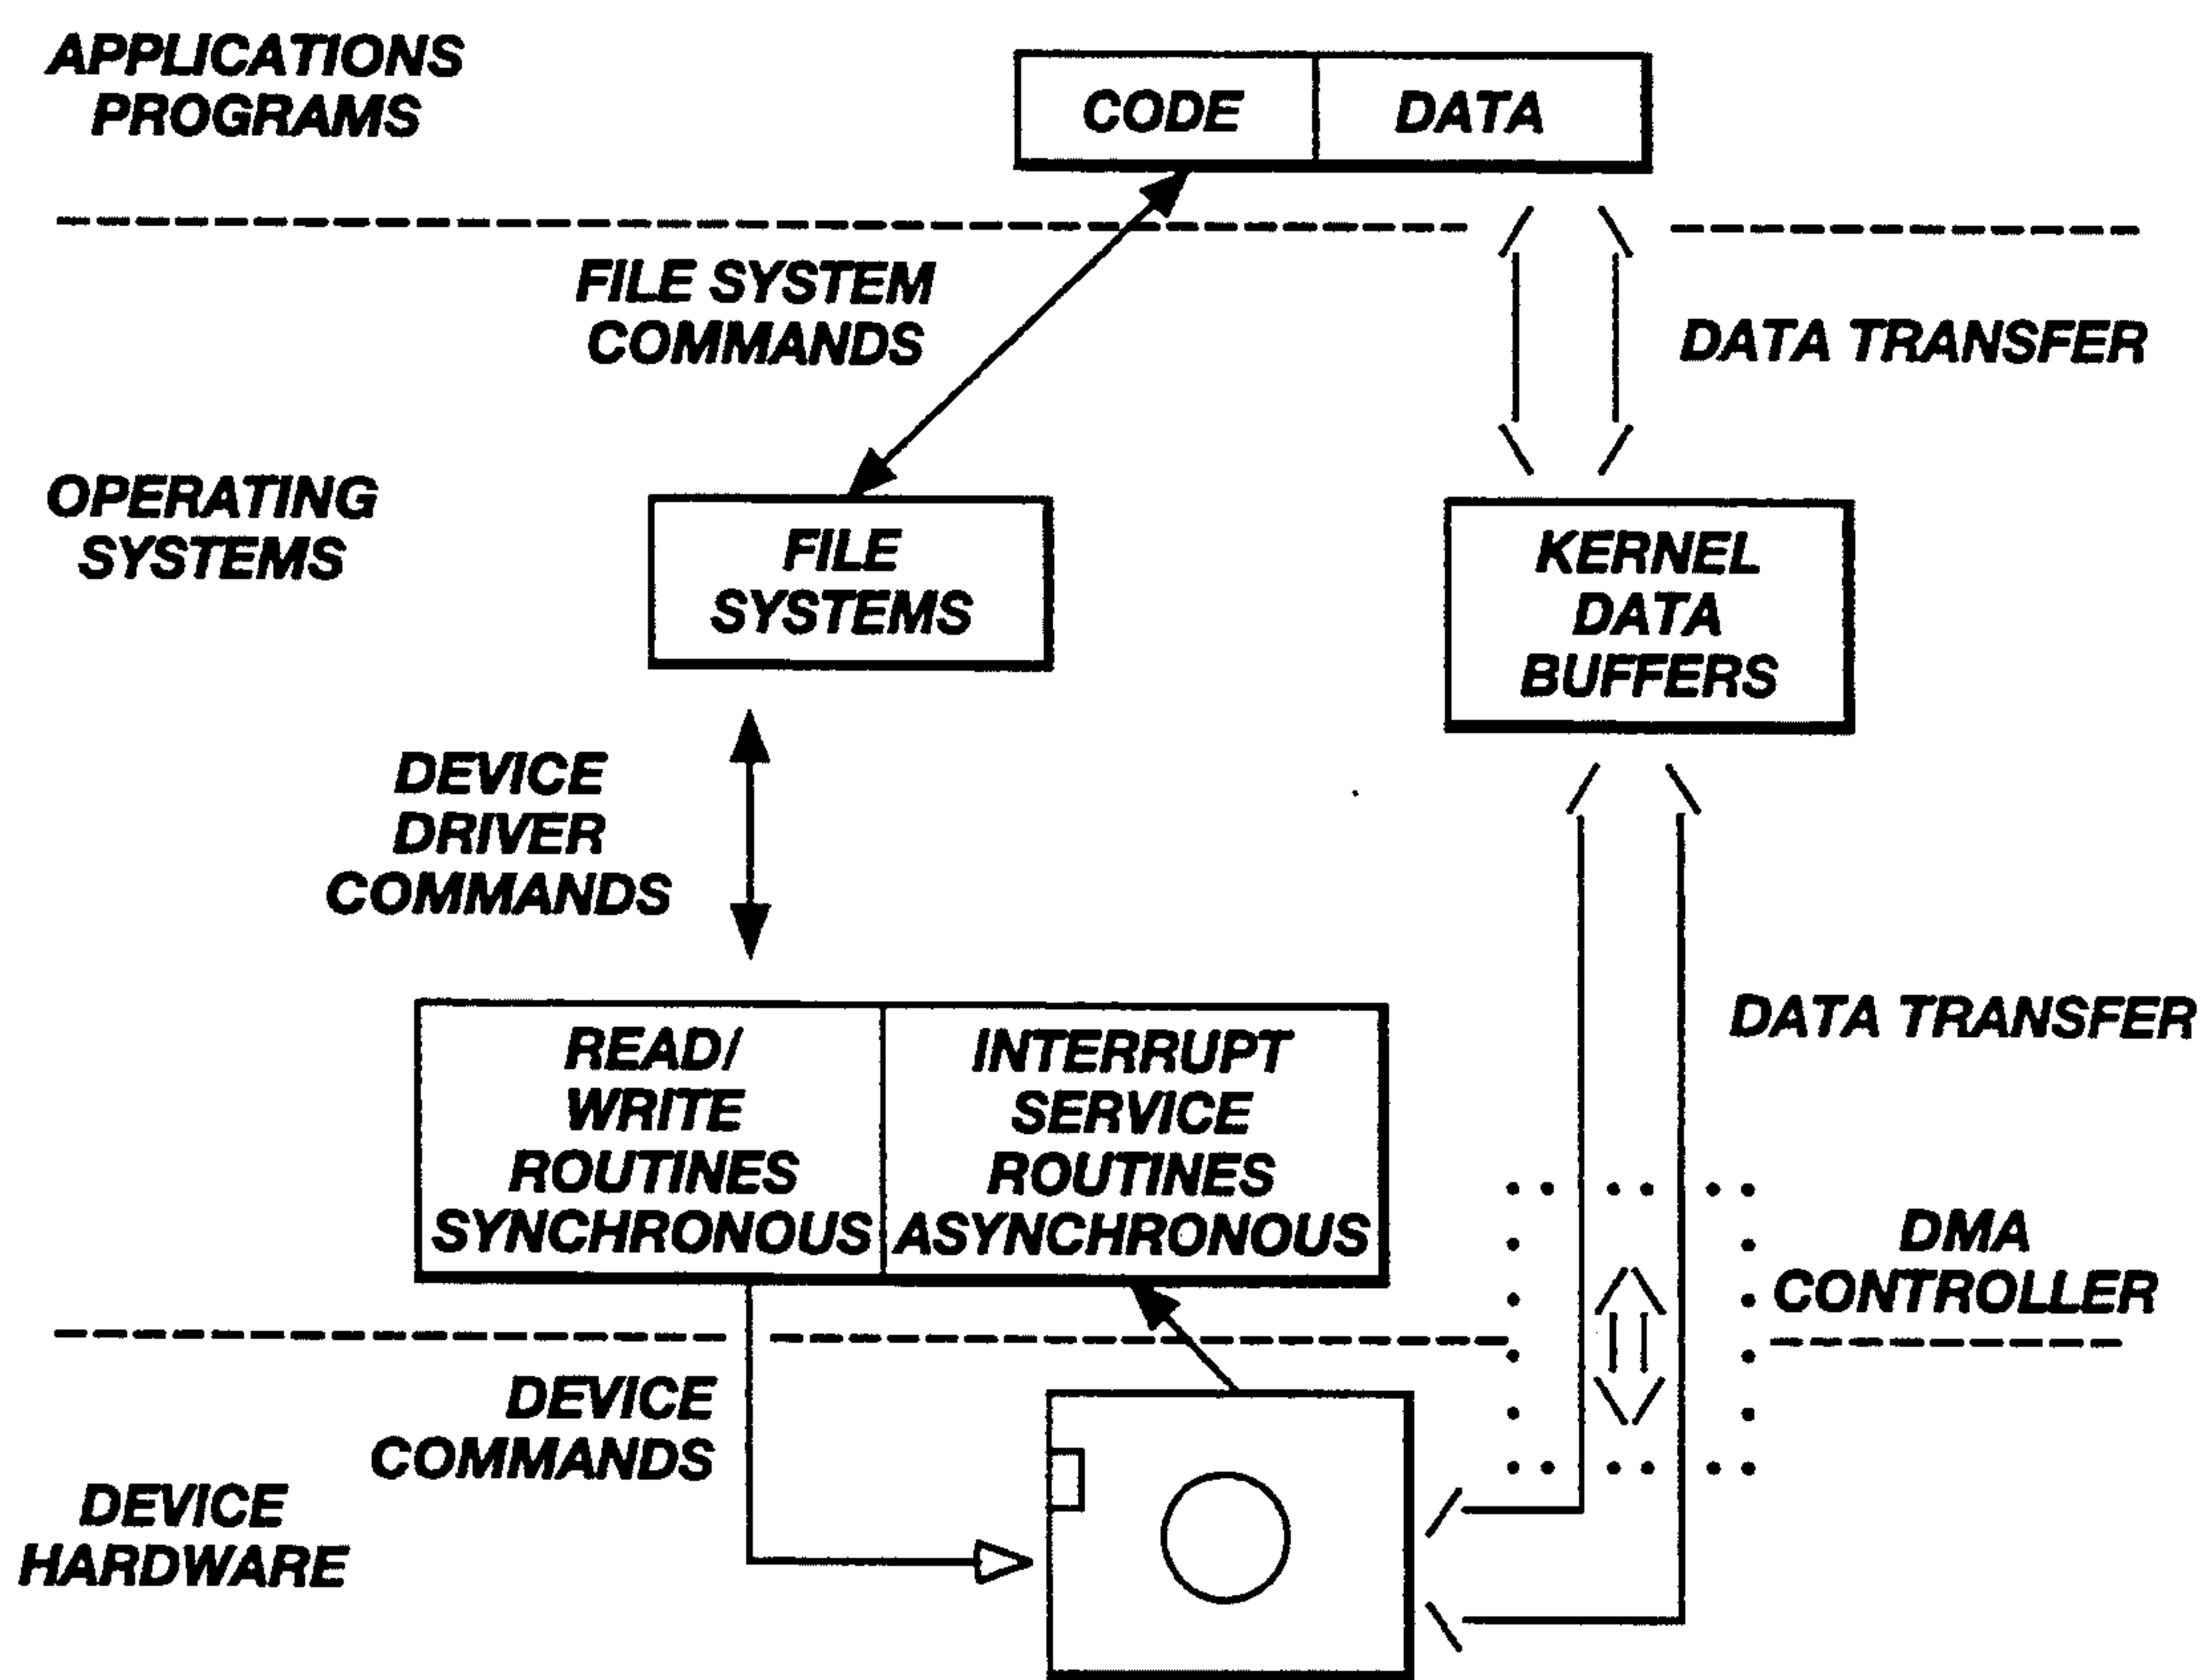 APPLICATIONS
PROGRAMS
CODE
DATA
FILE SYSTEM
COMMANDS
DATA TRANSFER
OPERATING
SYSTEMS
FILE
SYSTEMS
KERNEL
DATA
BUFFERS
DEVICE
DRIVER
COMMANDS
READ/
WRITE
ROUTINES
SYNCHRONOUS
INTERRUPT
SERVICE
ROUTINES
ASYNCHRONOUS
DATA TRANSFER
DMA
CONTROLLER
DEVICE
COMMANDS
DEVICE
HARDWARE